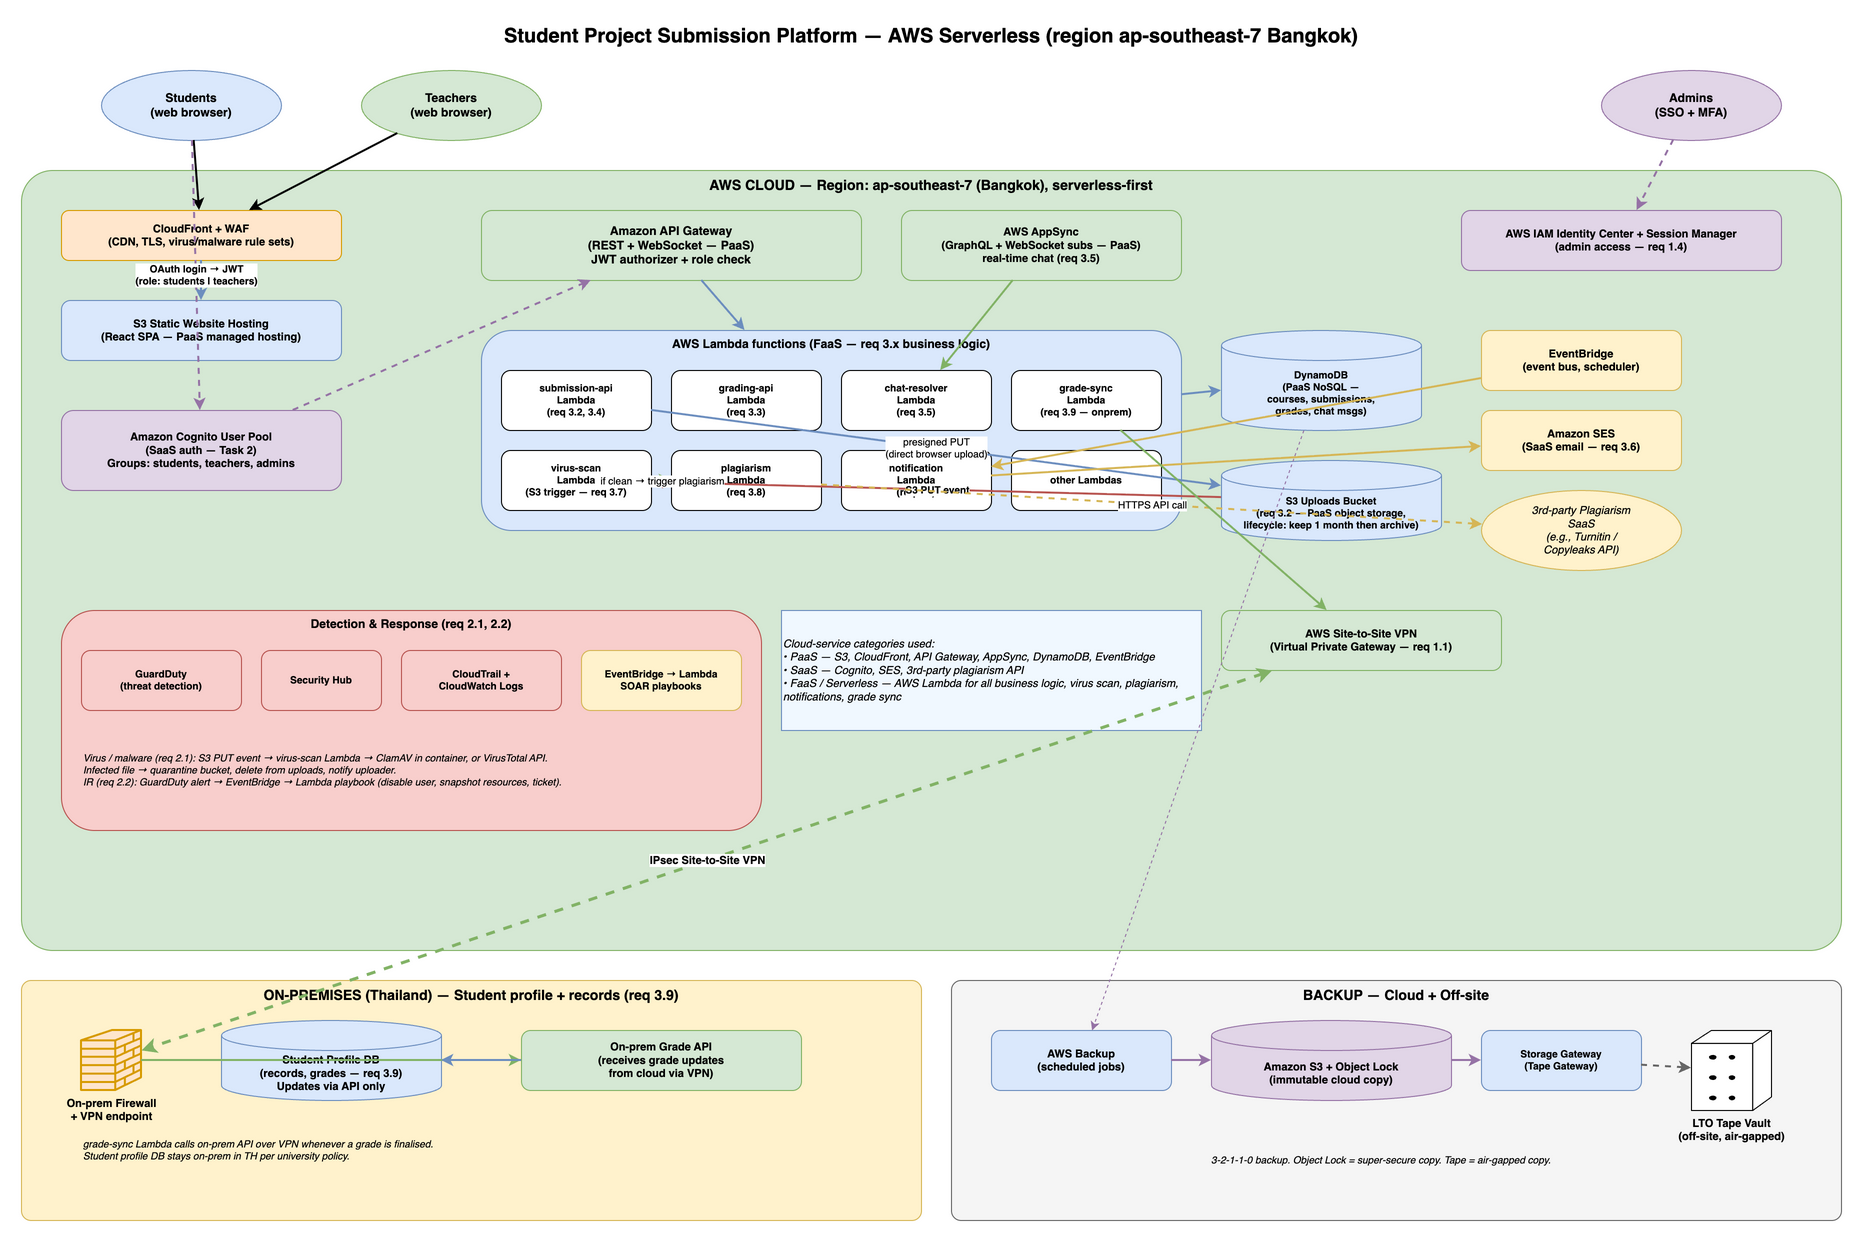 Student Project Submission Platform — AWS Serverless (region ap-southeast-7 Bangkok)
Students
(web browser)
Teachers
(web browser)
Admins
(SSO + MFA)
AWS CLOUD — Region: ap-southeast-7 (Bangkok), serverless-first
CloudFront + WAF
(CDN, TLS, virus/malware rule sets)
OAuth login → JWT
(role: students | teachers)
S3 Static Website Hosting
(React SPA — PaaS managed hosting)
Amazon Cognito User Pool
(SaaS auth — Task 2)
Groups: students, teachers, admins
Amazon API Gateway
(REST + WebSocket — PaaS)
JWT authorizer + role check
AWS AppSync
(GraphQL + WebSocket subs — PaaS)
real-time chat (req 3.5)
AWS IAM Identity Center + Session Manager
(admin access — req 1.4)
AWS Lambda functions (FaaS — req 3.x business logic)
submission-api
Lambda
(req 3.2, 3.4)
grading-api
Lambda
(req 3.3)
chat-resolver
Lambda
(req 3.5)
grade-sync
Lambda
(req 3.9 — onprem)
presigned PUT
(direct browser upload)
virus-scan
Lambda
(S3 trigger — req 3.7)
if clean → trigger plagiarism
plagiarism
Lambda
(req 3.8)
notification
Lambda
S3 PUT event
other Lambdas
HTTPS API call
DynamoDB
(PaaS NoSQL —
courses, submissions,
grades, chat msgs)
S3 Uploads Bucket
(req 3.2 — PaaS object storage,
lifecycle: keep 1 month then archive)
EventBridge
(event bus, scheduler)
Amazon SES
(SaaS email — req 3.6)
3rd-party Plagiarism
SaaS
(e.g., Turnitin /
Copyleaks API)
Detection & Response (req 2.1, 2.2)
GuardDuty
(threat detection)
Security Hub
CloudTrail +
CloudWatch Logs
EventBridge → Lambda
SOAR playbooks
Virus / malware (req 2.1): S3 PUT event → virus-scan Lambda → ClamAV in container, or VirusTotal API.
Infected file → quarantine bucket, delete from uploads, notify uploader.
IR (req 2.2): GuardDuty alert → EventBridge → Lambda playbook (disable user, snapshot resources, ticket).
Cloud-service categories used:
• PaaS — S3, CloudFront, API Gateway, AppSync, DynamoDB, EventBridge
• SaaS — Cognito, SES, 3rd-party plagiarism API
• FaaS / Serverless — AWS Lambda for all business logic, virus scan, plagiarism,
notifications, grade sync
AWS Site-to-Site VPN
(Virtual Private Gateway — req 1.1)
IPsec Site-to-Site VPN
ON-PREMISES (Thailand) — Student profile + records (req 3.9)
On-prem Firewall
+ VPN endpoint
Student Profile DB
(records, grades — req 3.9)
Updates via API only
On-prem Grade API
(receives grade updates
from cloud via VPN)
grade-sync Lambda calls on-prem API over VPN whenever a grade is finalised.
Student profile DB stays on-prem in TH per university policy.
BACKUP — Cloud + Off-site
AWS Backup
(scheduled jobs)
Amazon S3 + Object Lock
(immutable cloud copy)
Storage Gateway
(Tape Gateway)
LTO Tape Vault
(off-site, air-gapped)
3-2-1-1-0 backup. Object Lock = super-secure copy. Tape = air-gapped copy.